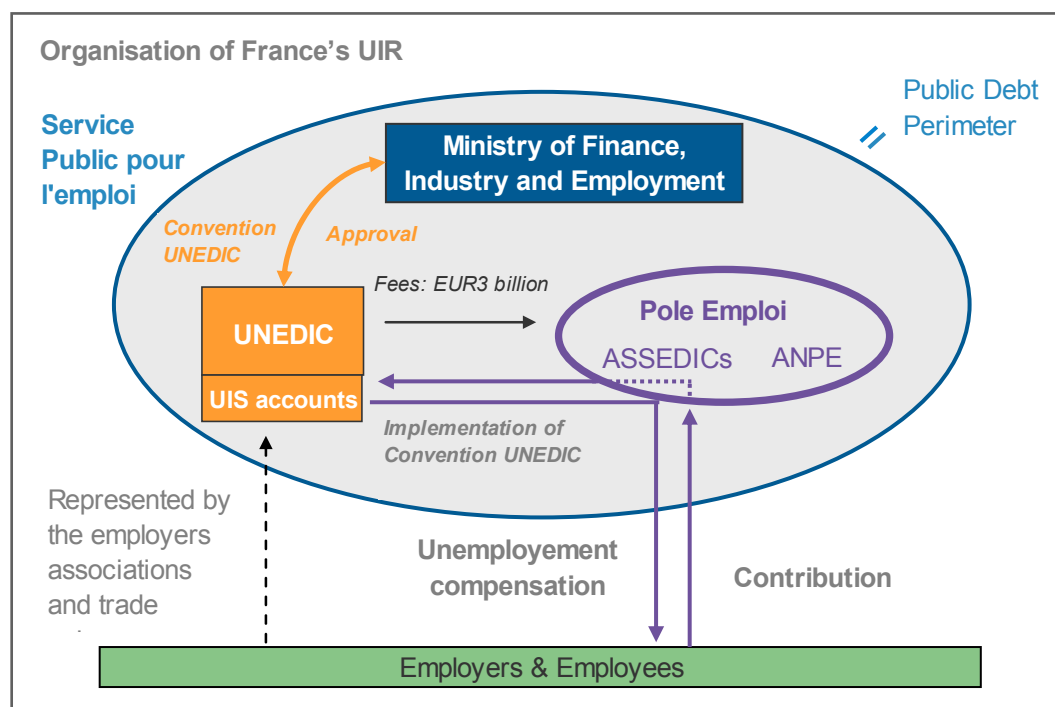 Organisation of France's UIR
Public Debt
Perimeter
Service
Public pour
l'emploi
Ministry of Finance,
Industry and Employment
Convention
UNEDIC
Approval
Fees: EUR3 billion
UNEDIC
Pole Emploi
ASSEDICs ANPE
UIS accounts
Implementation of
Convention UNEDIC
Represented by
the employers
associations
and trade
Unemployement
compensation
Contribution
Employers & Employees